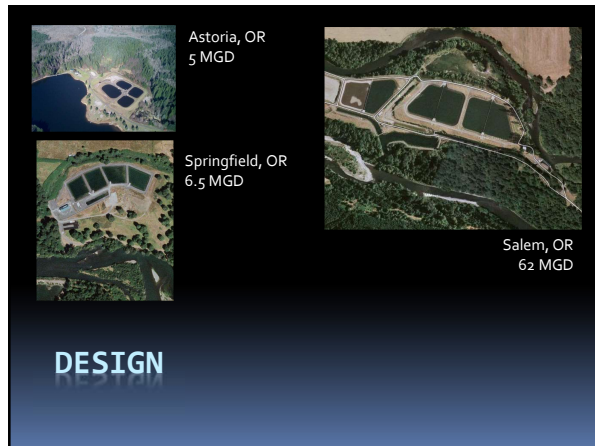 Astoria, OR
5 MGD
Springfield, OR
6.5 MGD
Salem, OR
62 MGD
DESIGN